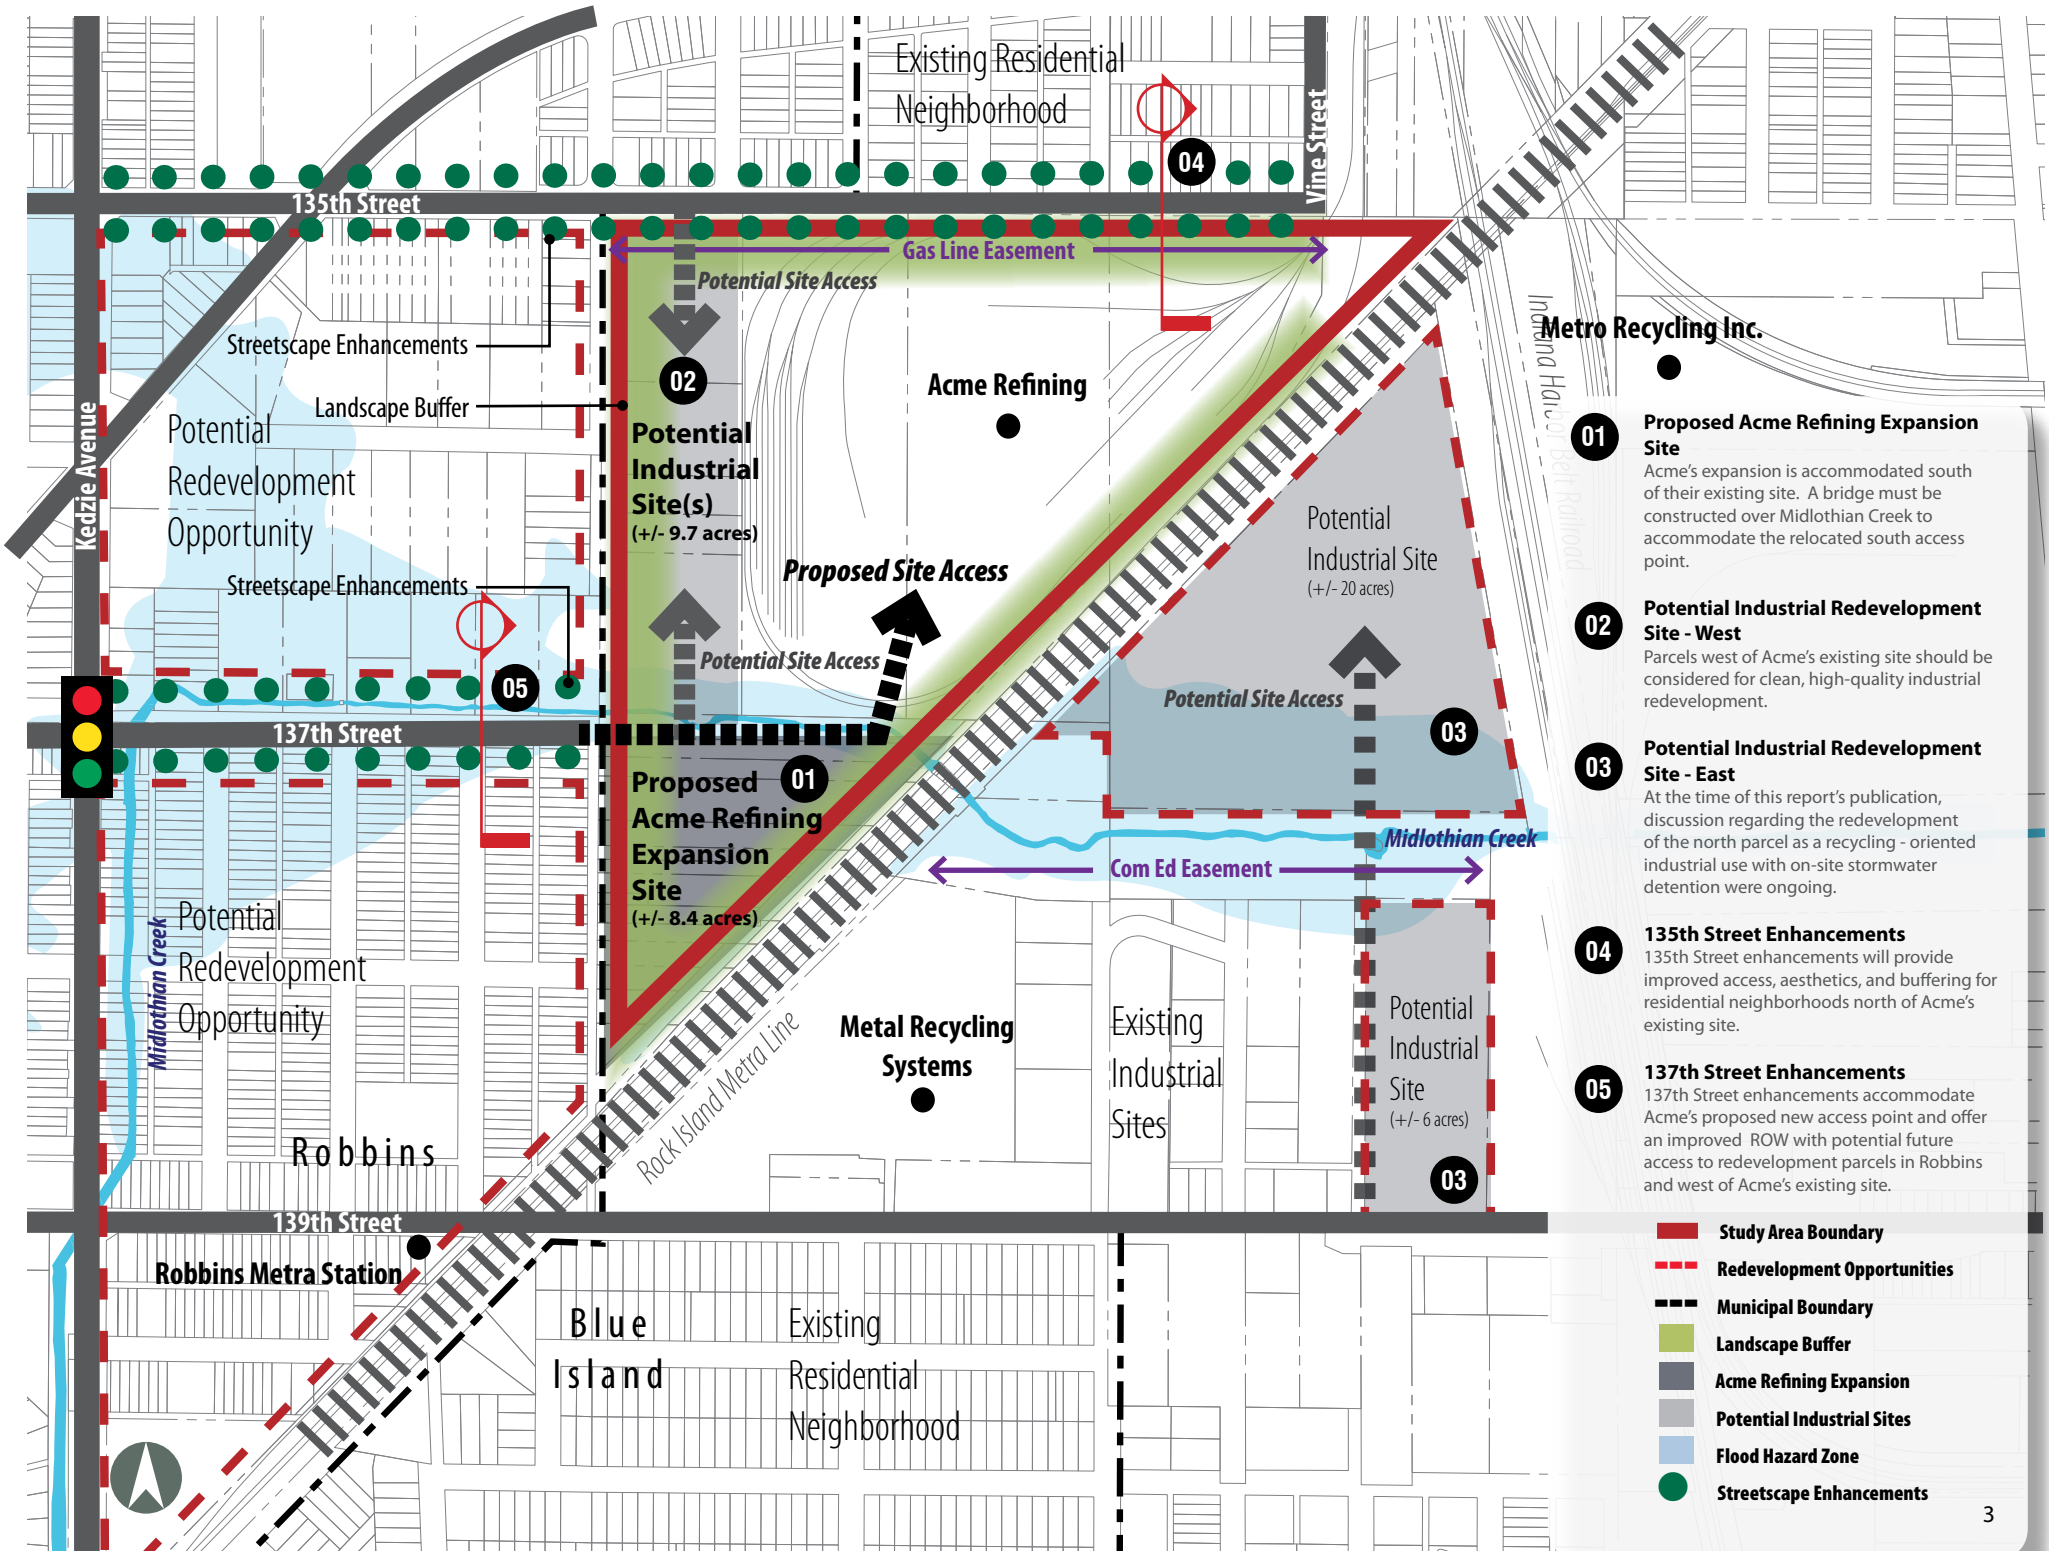 Existing Residential
Neighborhood
Vine Street
04
135th Street
Gas Line Easement
Potential Site Access
Streetscape Enhancements
Landscape Buffer
02
Potential
Industrial
Site(s)
(+/- 9.7 acres)
Acme Refining
Metro Recycling Inc.
Indiana Harbor Belt Railroad
Kedzie Avenue
Potential
Redevelopment
Opportunity
Streetscape Enhancements
Proposed Site Access
Potential Site Access
Potential
Industrial Site
(+/- 20 acres)
Potential Site Access
05
03
137th Street
Proposed
Acme Refining
Expansion
Site
(+/- 8.4 acres)
01
Midlothian Creek
Com Ed Easement
Midlothian Creek
Potential
Redevelopment
Opportunity
Rock Island Metra Line
Metal Recycling
Systems
Existing
Industrial
Sites
Potential
Industrial
Site
(+/- 6 acres)
03
Robbins
139th Street
Robbins Metra Station
Blue
Island
Existing
Residential
Neighborhood
01
Proposed Acme Refining Expansion
Site
Acme's expansion is accommodated south
of their existing site.  A bridge must be
constructed over Midlothian Creek to
accommodate the relocated south access
point.
02
Potential Industrial Redevelopment
Site - West
Parcels west of Acme's existing site should be
considered for clean, high-quality industrial
redevelopment.
03
Potential Industrial Redevelopment
Site - East
At the time of this report's publication,
discussion regarding the redevelopment
of the north parcel as a recycling - oriented
industrial use with on-site stormwater
detention were ongoing.
04
135th Street Enhancements
135th Street enhancements will provide
improved access, aesthetics, and buffering for
residential neighborhoods north of Acme's
existing site.
05
137th Street Enhancements
137th Street enhancements accommodate
Acme's proposed new access point and offer
an improved  ROW with potential future
access to redevelopment parcels in Robbins
and west of Acme's existing site.
Study Area Boundary
Redevelopment Opportunities
Municipal Boundary
Landscape Buffer
Acme Refining Expansion
Potential Industrial Sites
Flood Hazard Zone
Streetscape Enhancements
3